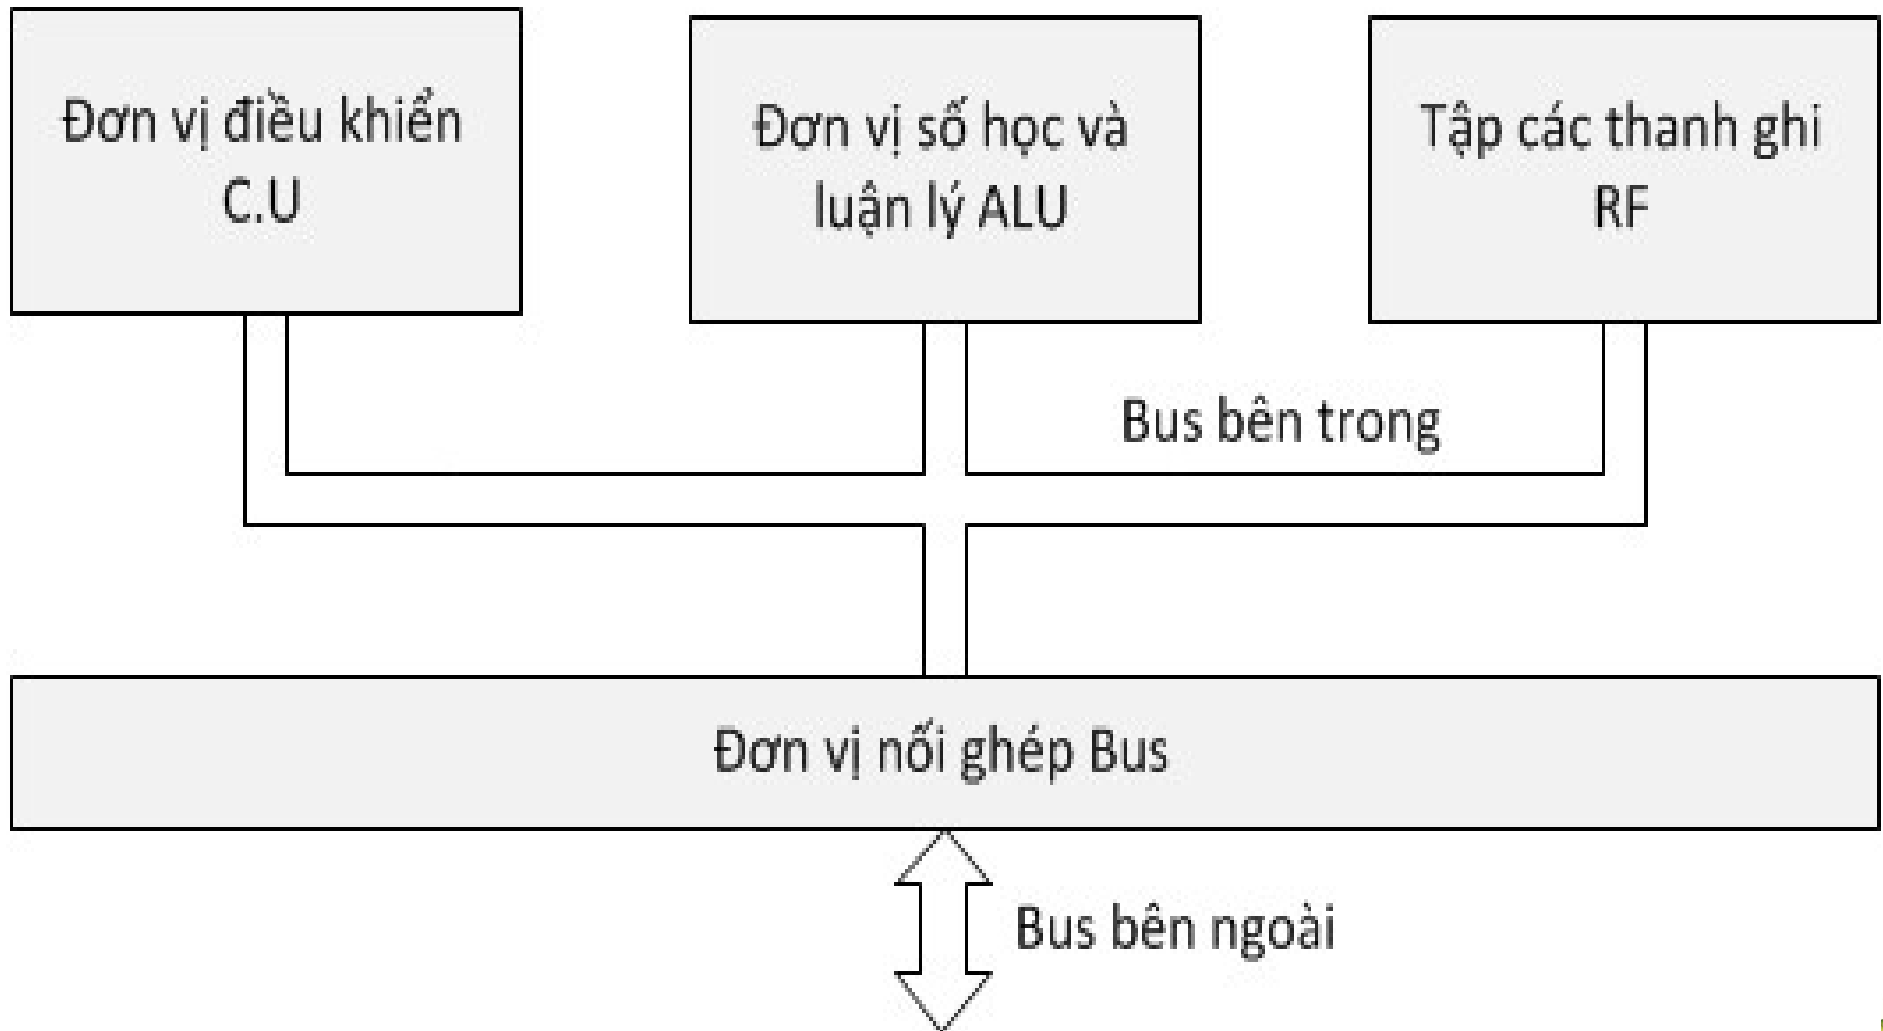 Đơn vị điều khiển
C.U
Đơn vị số học và
luận lý ALU
Tập các thanh ghi
RF
Bus bên trong
Đơn vị nối ghép Bus
Bus bên ngoài